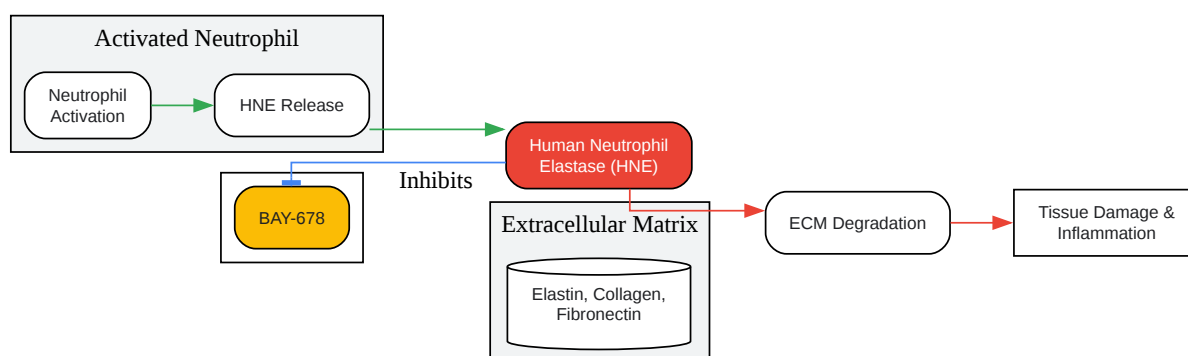 Activated Neutrophil
Neutrophil
Activation
HNE Release
Human Neutrophil
Elastase (HNE)
Inhibits
BAY-678
Extracellular Matrix
Elastin, Collagen,
Fibronectin
ECM Degradation
Tissue Damage &
Inflammation